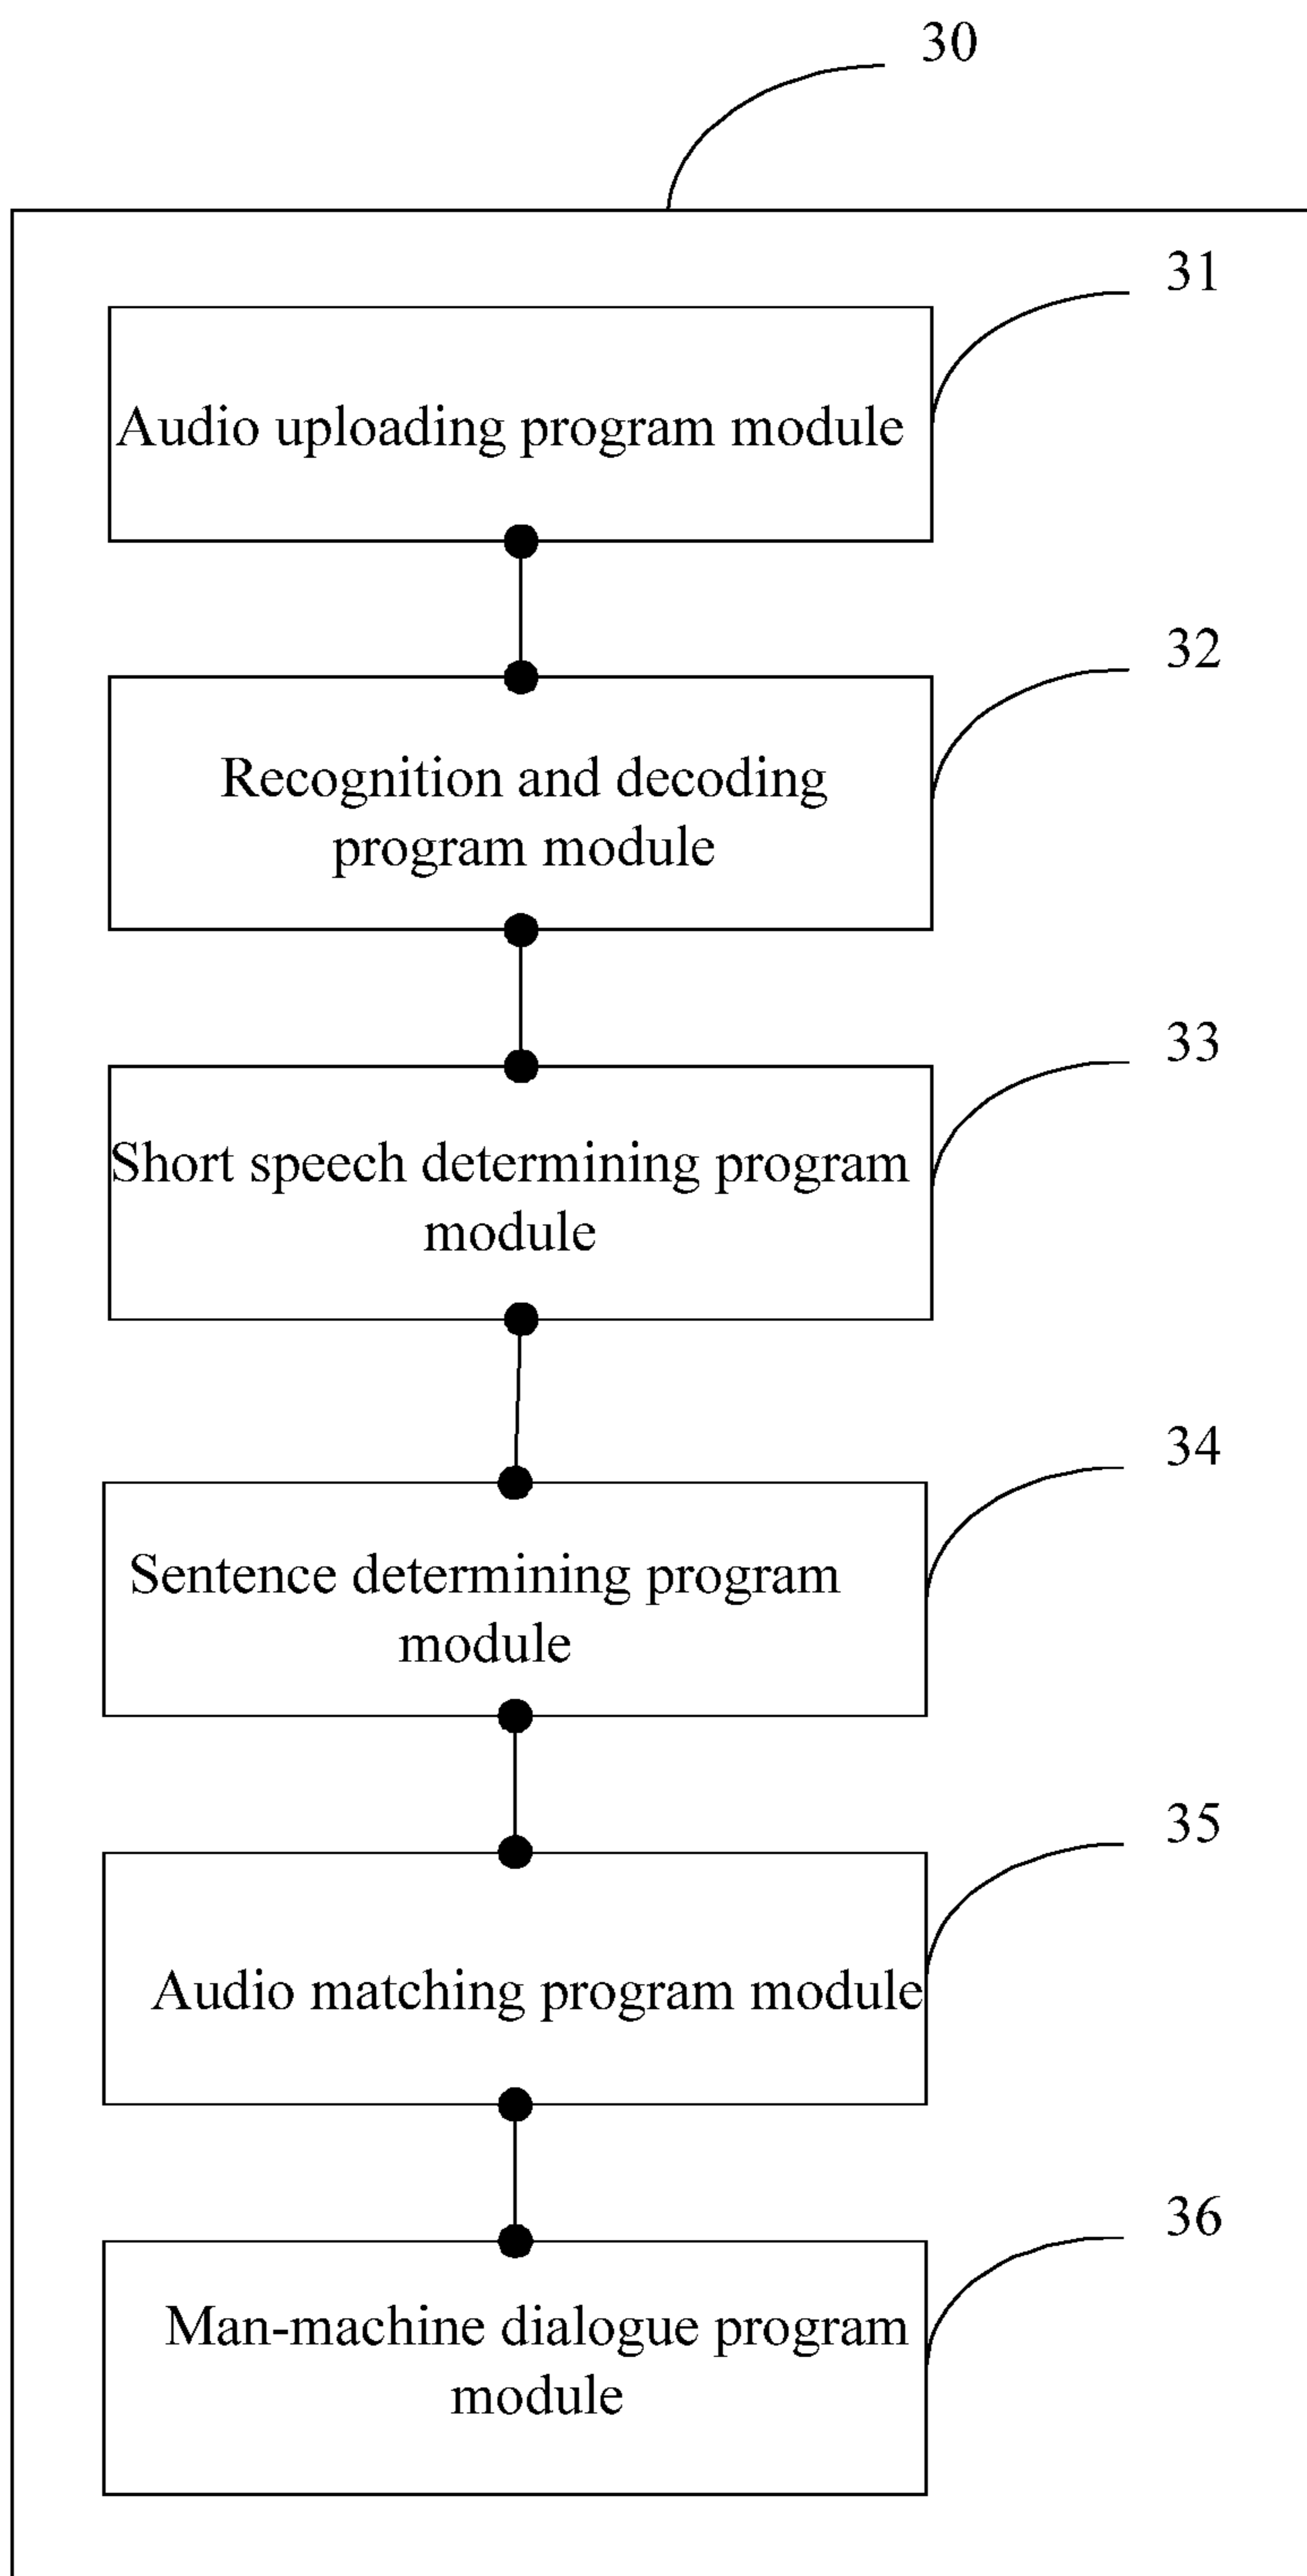 30
31
Audio uploading program module
32
Recognition and decoding
program module
33
Short speech determining program
module
34
Sentence determining program
module
35
Audio matching program module
36
Man-machine dialogue program
module